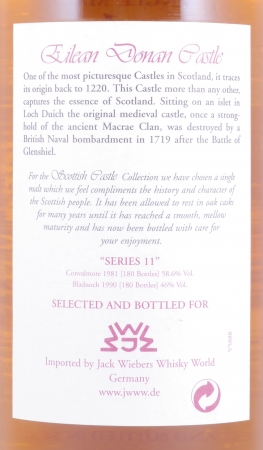 Eilean Donan Castle
One of the most picturesque Castles in Scotland, it traces
its origin back to 1220. This Castle more than any other,
captures the essence of Scotland. Sitting on an islet in
Loch Duich the original medieval castle, once a strong-
hold of the ancient Macrae Clan, was destroyed by a
British Naval bombardment in 1719 after the Battle of
Glenshiel.
For the Scottish Castle Collection we have chosen a single
malt which we feel compliments the history and character of
the Scottish people. It has been allowed to rest in oak casks
for many years until it has reached a smooth, mellow
maturity and has now been bottled with care for
your enjoyment.
"SERIES 11"
Convalmore 1981 [180 Bottles] 58.6% Vol.
Bladnoch 1990 [180 Bottles] 46% Vol.
SELECTED AND BOTTLED FOR
Imported by Jack Wiebers Whisky World
Germany
www.jwww.de